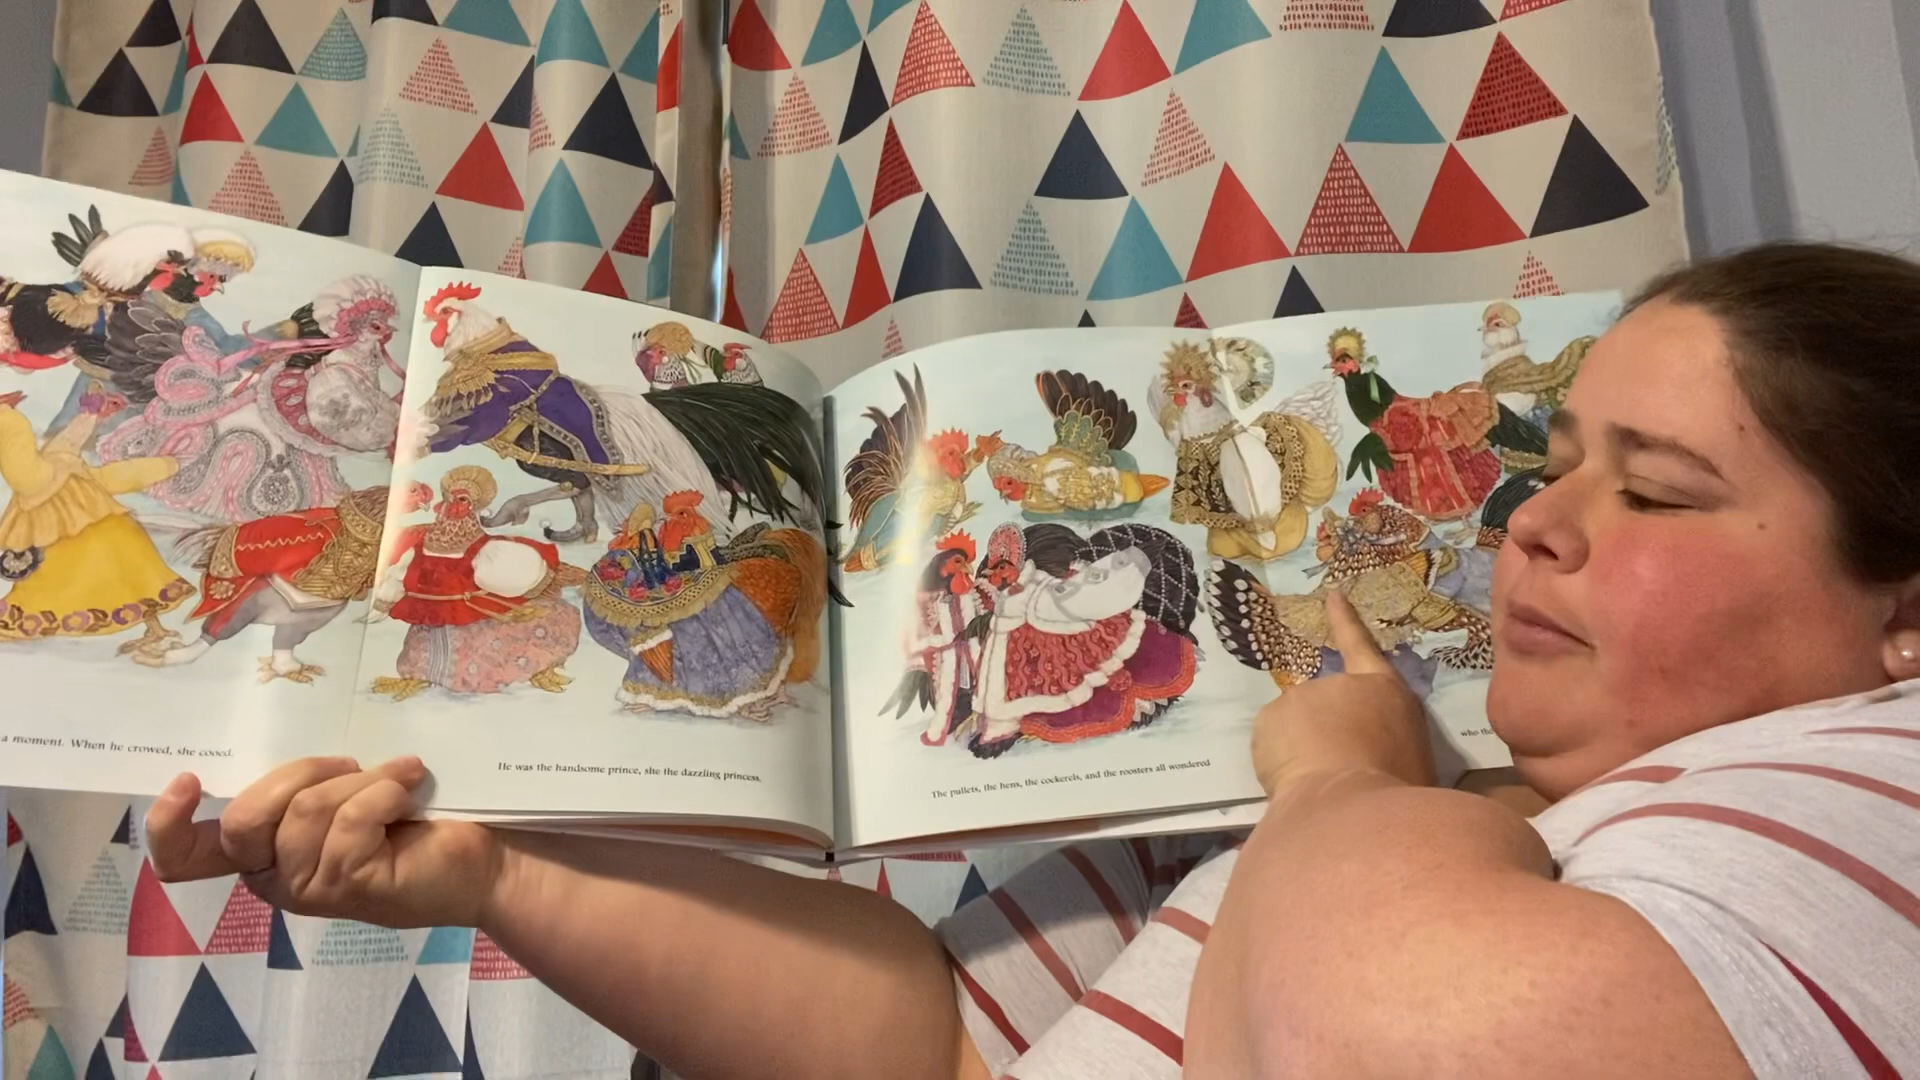 a moment. When he crowed, she cooed.
He was the handsome prince, she the dazzling princess.
The pullets, the hens, the cockerels, and the roosters all wondered
who